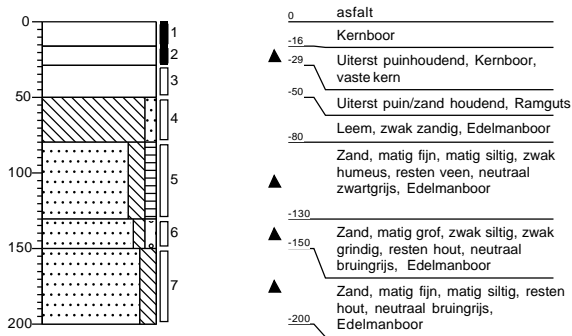 0
50
100
150
200
1
2
3
4
5
6
7
0 asfalt
-16 Kernboor
-29 Uiterst puinhoudend, Kernboor,
vaste kern
-50 Uiterst puin/zand houdend, Ramguts
-80 Leem, zwak zandig, Edelmanboor
Zand, matig fijn, matig siltig, zwak
humeus, resten veen, neutraal
zwartgrijs, Edelmanboor
-130
Zand, matig grof, zwak siltig, zwak
-150 grindig, resten hout, neutraal
bruingrijs, Edelmanboor
Zand, matig fijn, matig siltig, resten
hout, neutraal bruingrijs,
-200 Edelmanboor